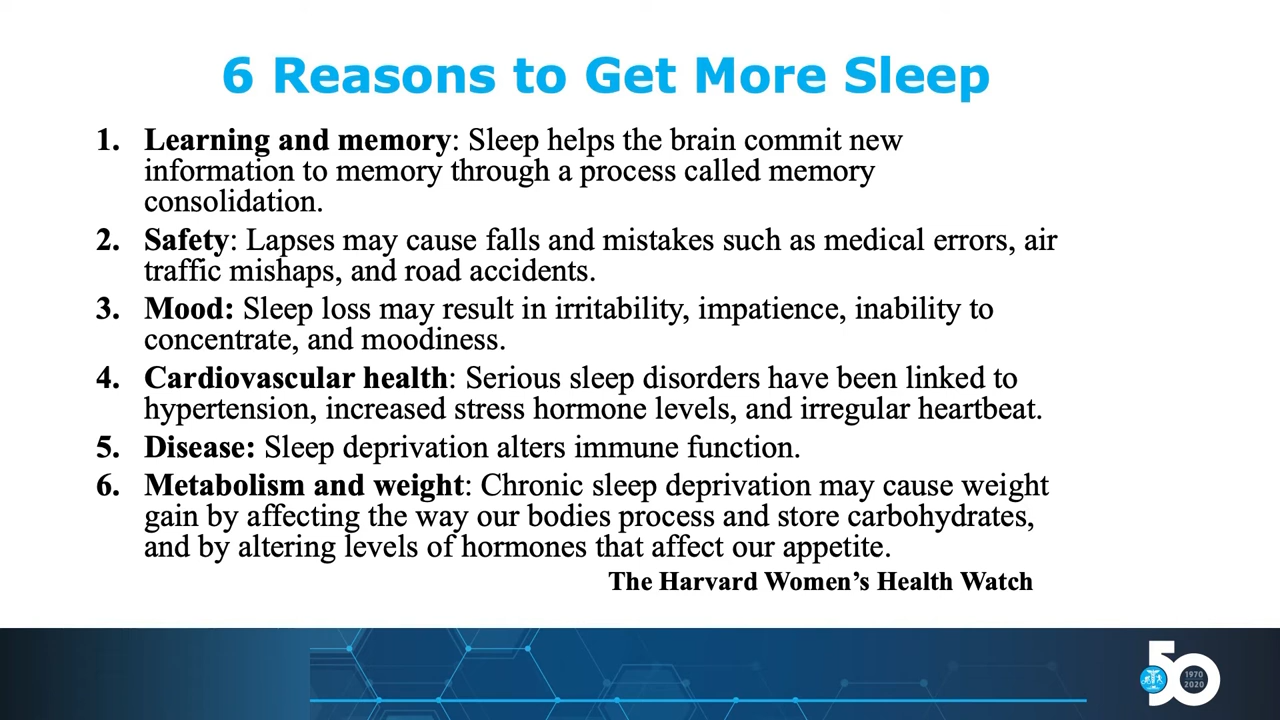 6 Reasons to Get More Sleep
1. Learning and memory: Sleep helps the brain commit new
information to memory through a process called memory
consolidation.
2. Safety: Lapses may cause falls and mistakes such as medical errors, air
traffic mishaps, and road accidents.
3. Mood: Sleep loss may result in irritability, impatience, inability to
concentrate, and moodiness.
4. Cardiovascular health: Serious sleep disorders have been linked to
hypertension, increased stress hormone levels, and irregular heartbeat.
5. Disease: Sleep deprivation alters immune function.
6. Metabolism and weight: Chronic sleep deprivation may cause weight
gain by affecting the way our bodies process and store carbohydrates,
and by altering levels of hormones that affect our appetite.
The Harvard Women’s Health Watch
50
1970
2020